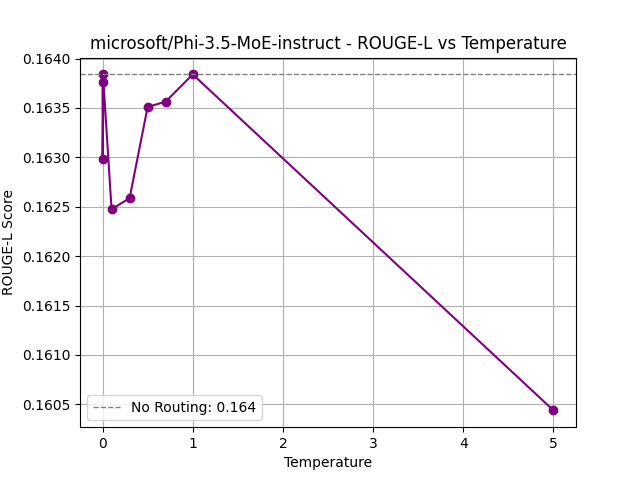 microsoft/Phi-3.5-MoE-instruct - ROUGE-L vs Temperature
0.1640
0.1635
0.1630
0.1625
0.1620
0.1615
0.1610
0.1605
ROUGE-L Score
No Routing: 0.164
0 1 2 3 4 5
Temperature